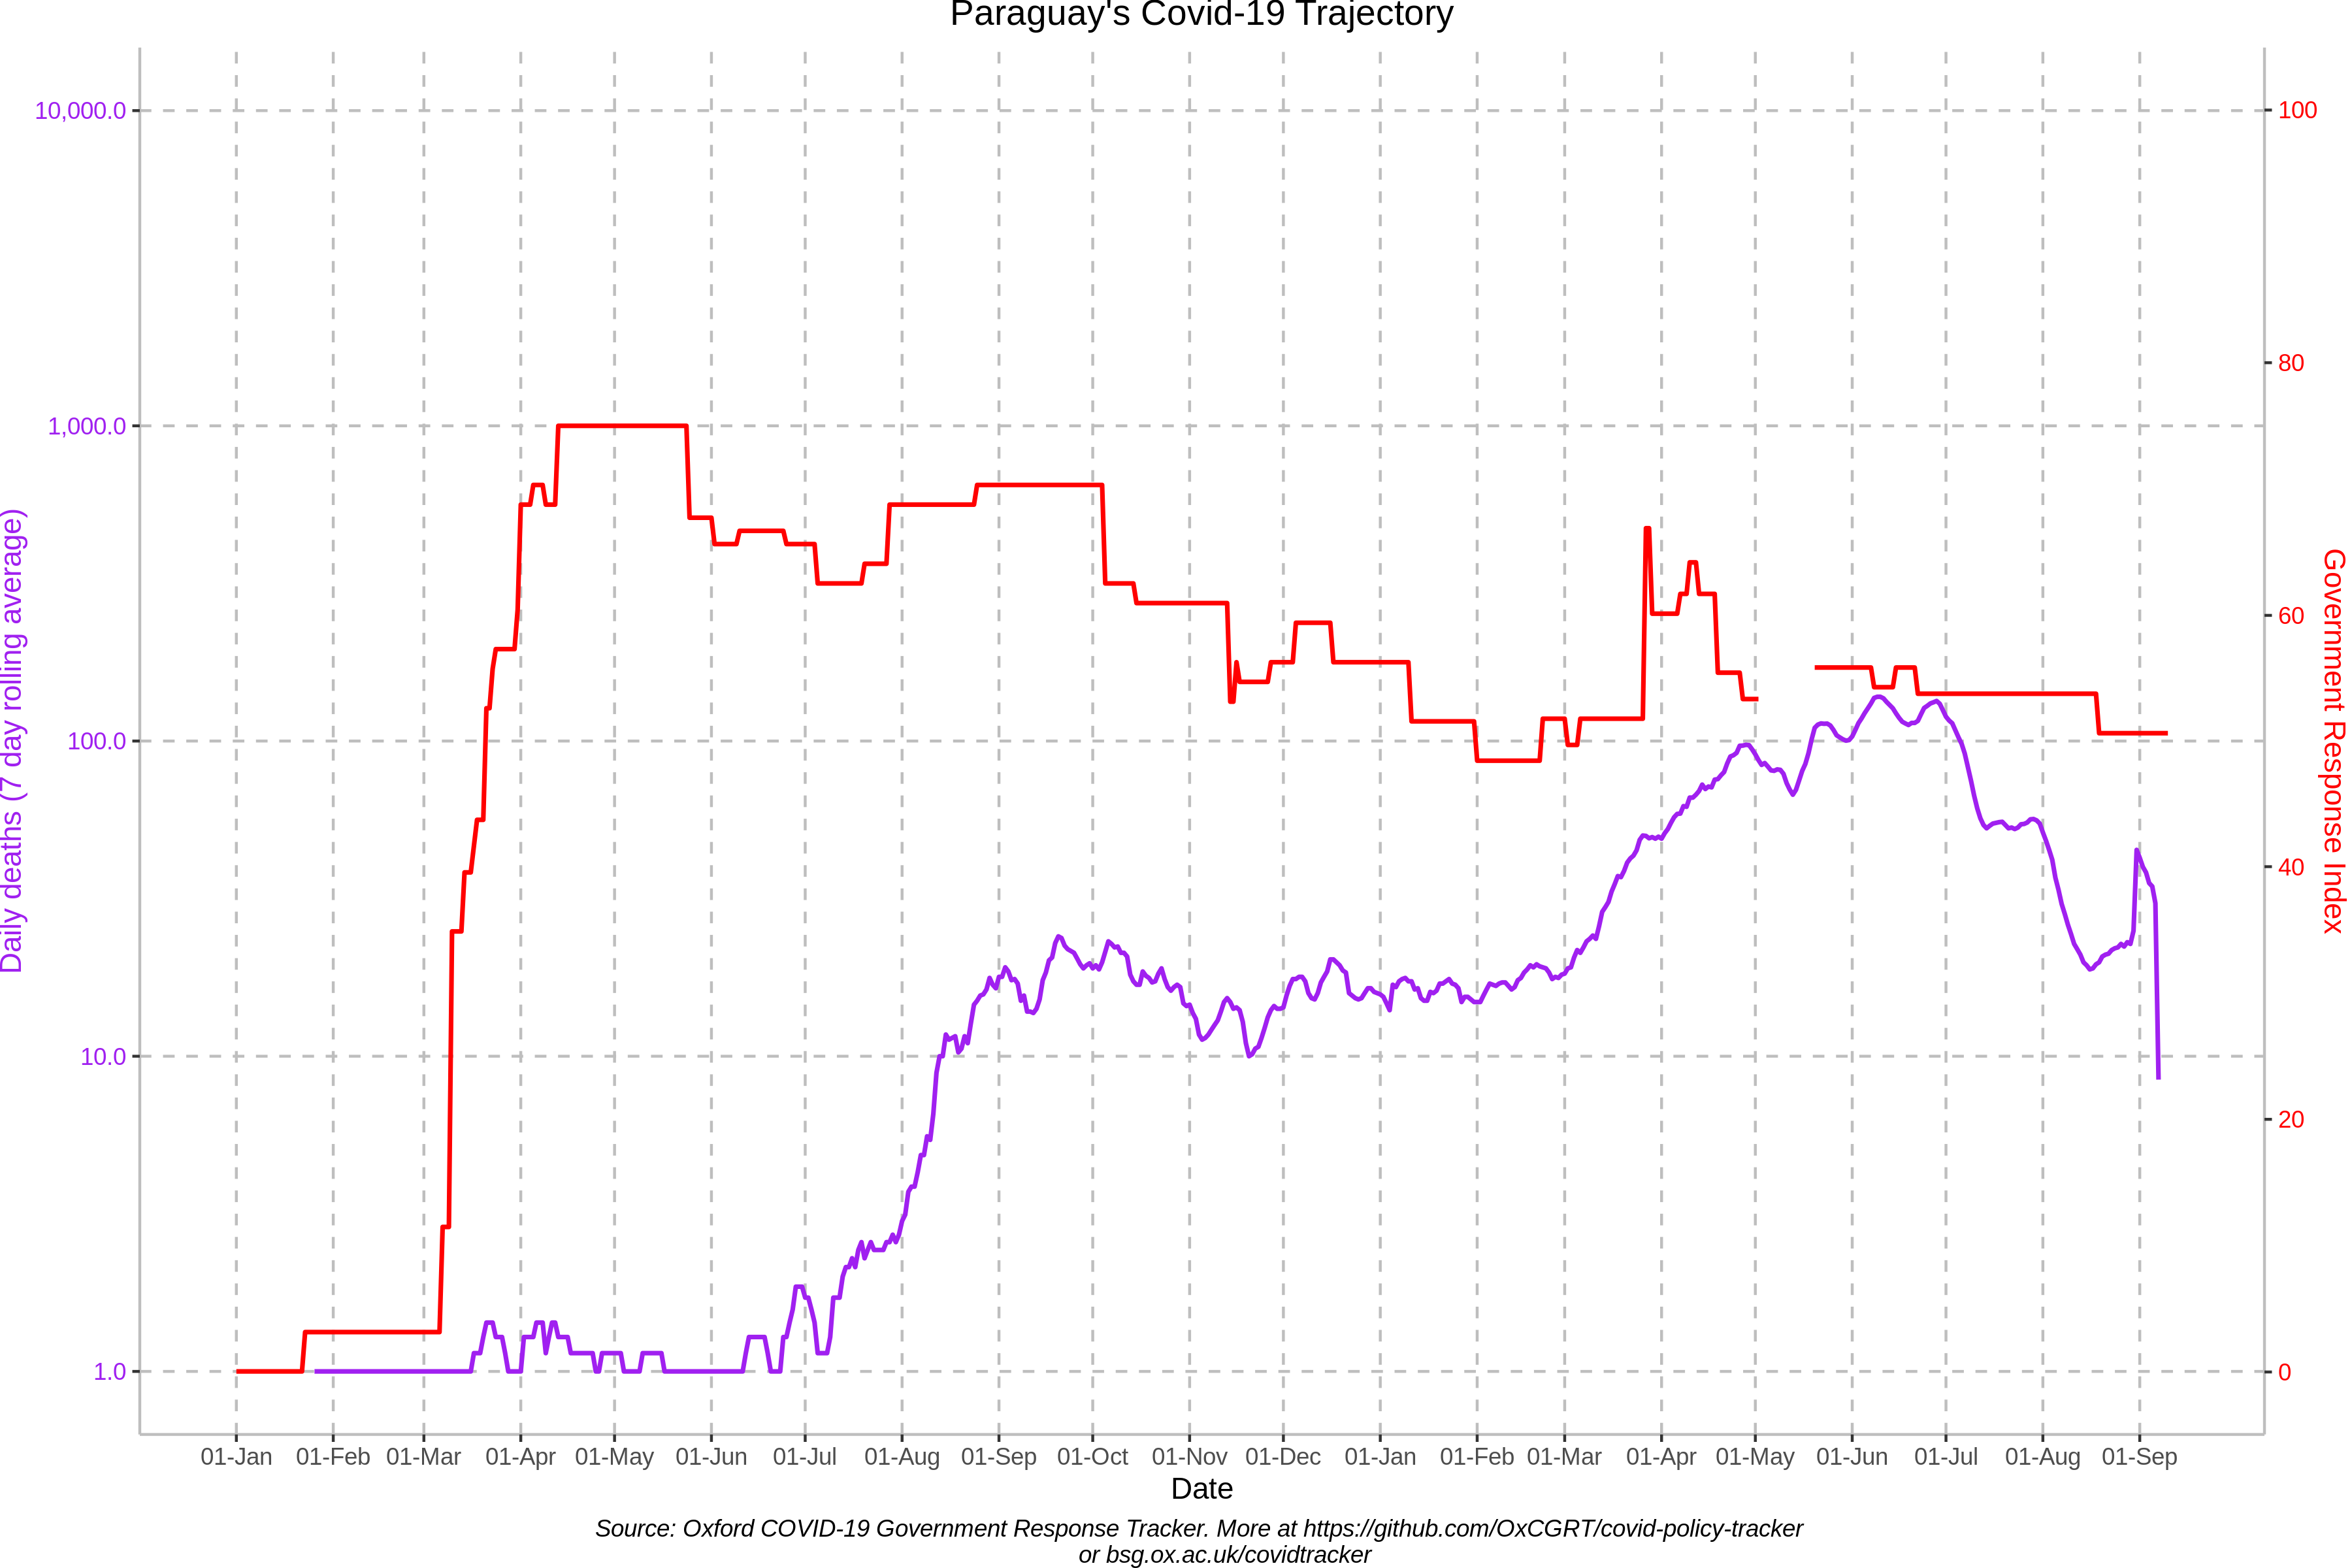 Paraguay's Covid-19 Trajectory
10,000.0
1,000.0
100.0
10.0
1.0
Daily deaths (7 day rolling average)
100
80
60
40
20
0
Government Response Index
01-Jan 01-Feb 01-Mar 01-Apr 01-May 01-Jun 01-Jul 01-Aug 01-Sep 01-Oct 01-Nov 01-Dec 01-Jan 01-Feb 01-Mar 01-Apr 01-May 01-Jun 01-Jul 01-Aug 01-Sep
Date
Source: Oxford COVID-19 Government Response Tracker. More at https://github.com/OxCGRT/covid-policy-tracker
or bsg.ox.ac.uk/covidtracker